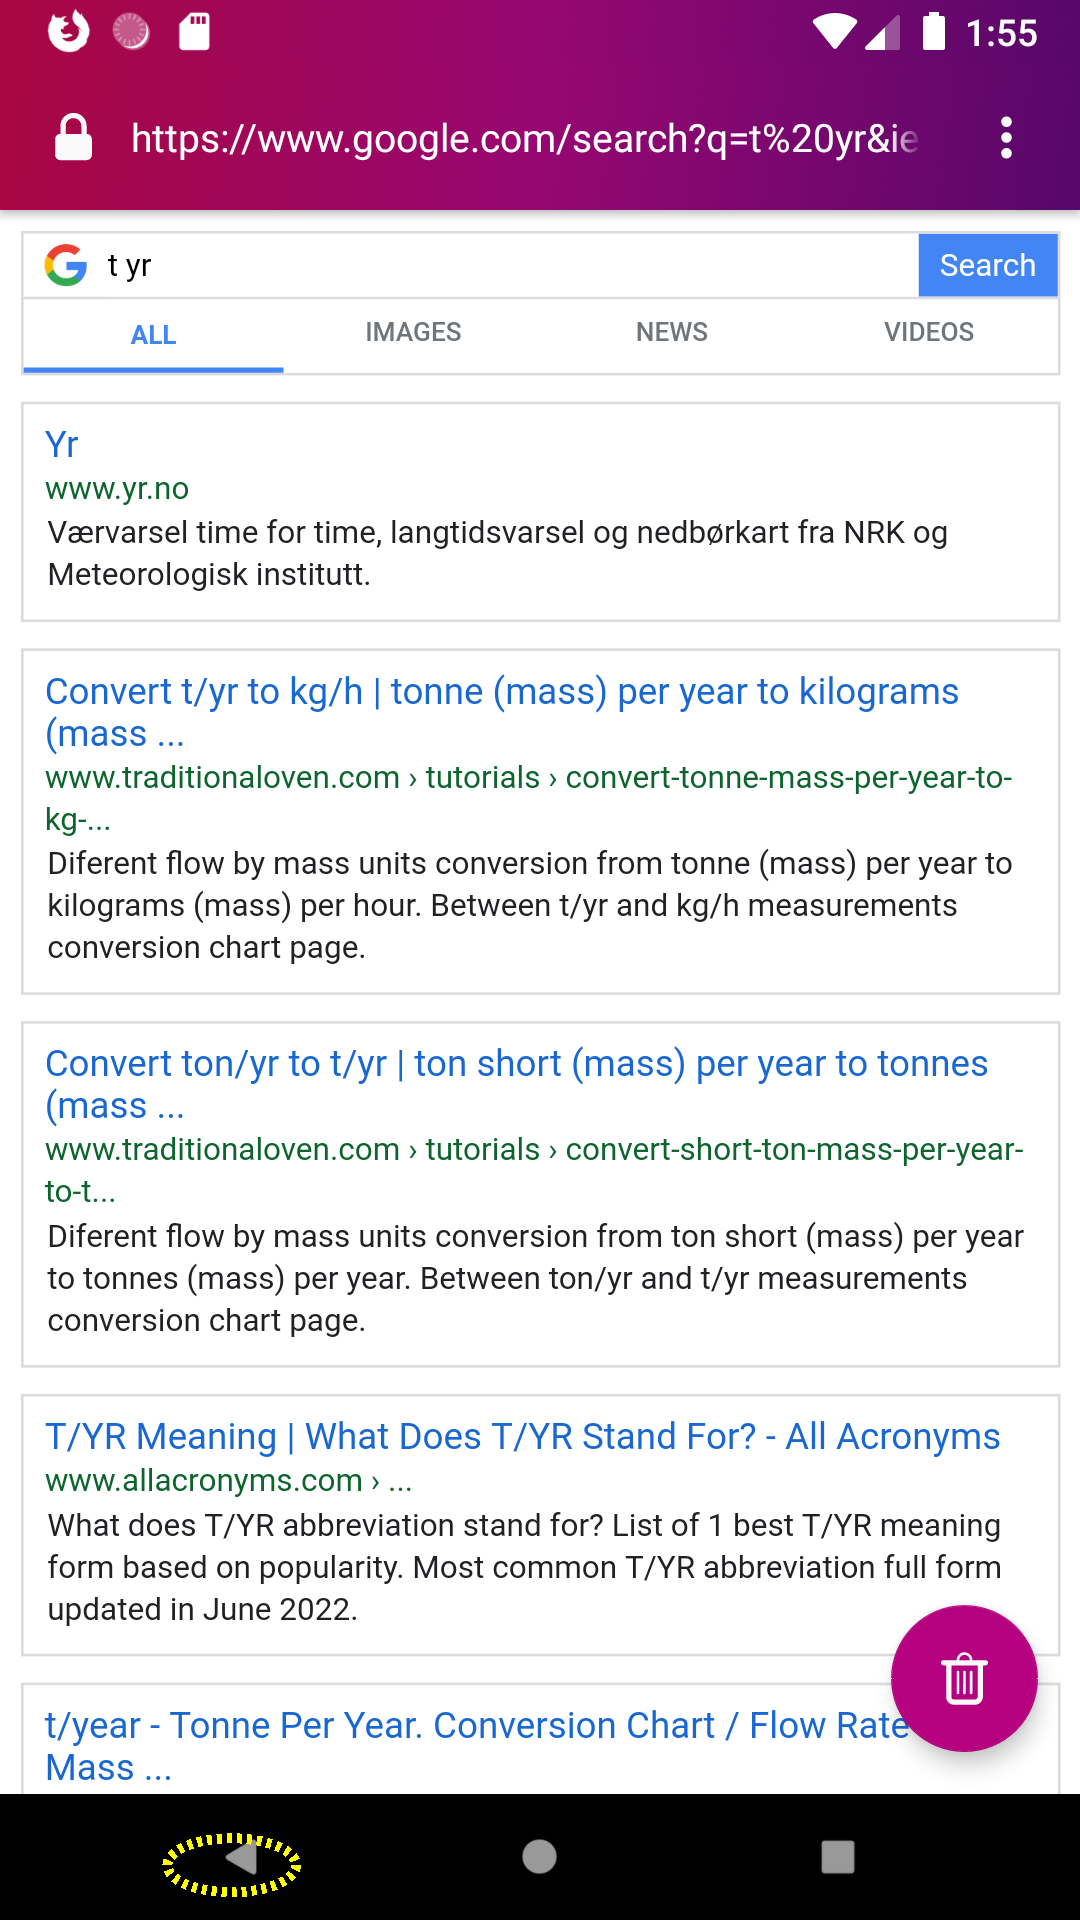 1:55
https://www.google.com/search?q=t%20yr&ie
t yr
Search
ALL IMAGES NEWS VIDEOS
Yr
www.yr.no
Værvarsel time for time, langtidsvarsel og nedbørkart fra NRK og
Meteorologisk institutt.
Convert t/yr to kg/h | tonne (mass) per year to kilograms
(mass ...
www.traditionaloven.com › tutorials › convert-tonne-mass-per-year-to-
kg-...
Diferent flow by mass units conversion from tonne (mass) per year to
kilograms (mass) per hour. Between t/yr and kg/h measurements
conversion chart page.
Convert ton/yr to t/yr | ton short (mass) per year to tonnes
(mass ...
www.traditionaloven.com › tutorials › convert-short-ton-mass-per-year-
to-t...
Diferent flow by mass units conversion from ton short (mass) per year
to tonnes (mass) per year. Between ton/yr and t/yr measurements
conversion chart page.
T/YR Meaning | What Does T/YR Stand For? - All Acronyms
www.allacronyms.com › ...
What does T/YR abbreviation stand for? List of 1 best T/YR meaning
form based on popularity. Most common T/YR abbreviation full form
updated in June 2022.
t/year - Tonne Per Year. Conversion Chart / Flow Rate
Mass ...